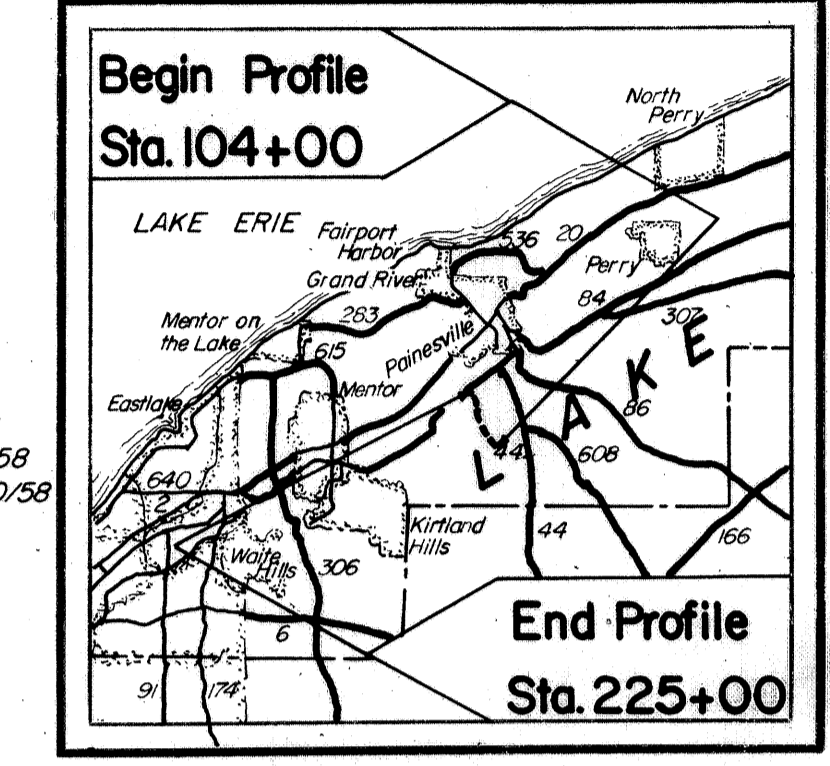 Begin Profile
Sta. 104+00
North
Perry
LAKE ERIE
Fairport
Harbor
536
20
Perry
Grand River
84
283
307
Mentor on
the Lake
615
Painesville
LAKE
Mentor
Eastlake
86
44
608
58
0/58
640
2
Kirtland
Hills
44
166
Waite
Hills
306
6
End Profile
Sta. 225+00
91
174